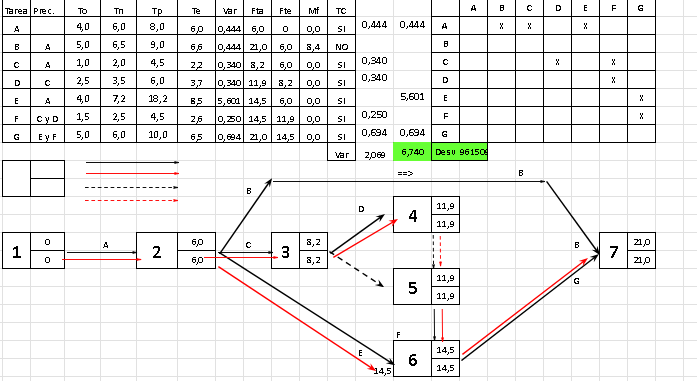 Tarea Prec. To Tn Tp Te Var Fta Fte Mf TC
A 4,0 6,0 8,0 6,0 0,444 6,0 0 0,0 SI 0,444 0,444
B A 5,0 6,5 9,0 6,6 0,444 21,0 6,0 8,4 NO
C A 1,0 2,0 4,5 2,2 0,340 8,2 6,0 0,0 SI 0,340
D C 2,5 3,5 6,0 3,7 0,340 11,9 8,2 0,0 SI 0,340
E A 4,0 7,2 18,2 8,5 5,601 14,5 6,0 0,0 SI 5,601
F C y D 1,5 2,5 4,5 2,6 0,250 14,5 11,9 0,0 SI 0,250
G E y F 5,0 6,0 10,0 6,5 0,694 21,0 14,5 0,0 SI 0,694 0,694
Var 2,069 6,740 Desv
A B C D E F G
A X X X
B
C X X
D X
E X
F X
G
==>
B
B
D
4 11,9
11,9
1 0
0
A
2 6,0
6,0
C
3 8,2
8,2
B
G
7 21,0
21,0
5 11,9
11,9
F
E
14,5
6 14,5
14,5